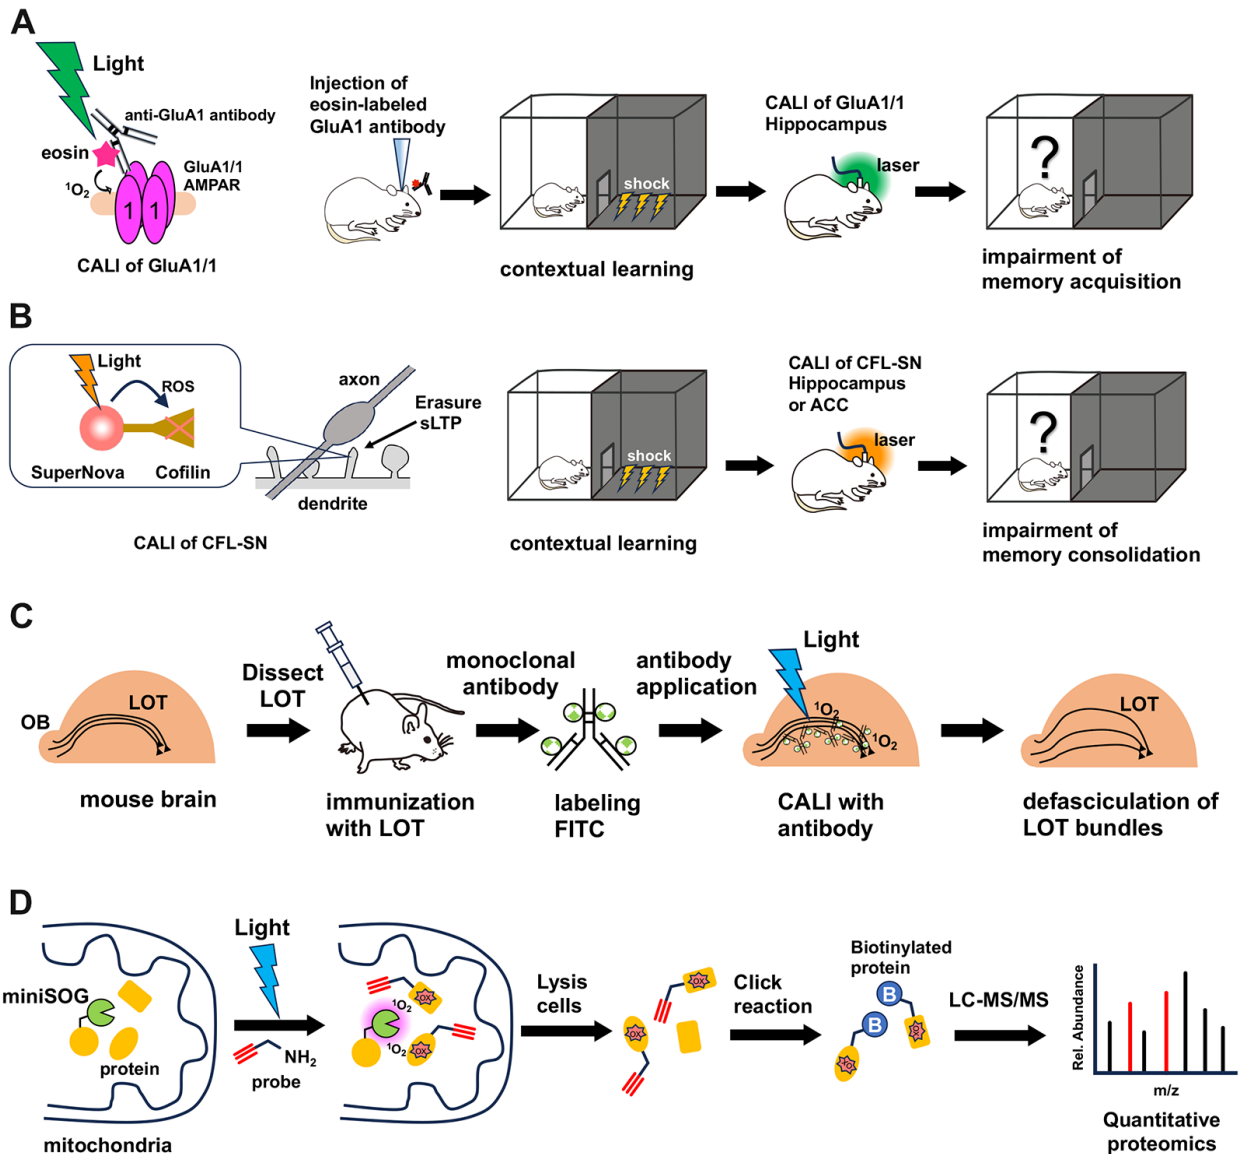 A
Light
anti-GluA1 antibody
eosin
¹O₂
GluA1/1
AMPAR
1
1
CALI of GluA1/1
Injection of
eosin-labeled
GluA1 antibody
shock
contextual learning
CALI of GluA1/1
Hippocampus
laser
?
impairment of
memory acquisition
B
Light
ROS
SuperNova
Cofilin
axon
Erasure
sLTP
dendrite
CALI of CFL-SN
shock
contextual learning
CALI of CFL-SN
Hippocampus
or ACC
laser
?
impairment of
memory consolidation
C
OB
LOT
mouse brain
Dissect
LOT
immunization
with LOT
monoclonal
antibody
labeling
FITC
antibody
application
Light
¹O₂
¹O₂
CALI with
antibody
LOT
defasciculation of
LOT bundles
D
miniSOG
protein
mitochondria
Light
NH₂
probe
¹O₂
¹O₂
OX
OX
Lysis
cells
OX
OX
Click
reaction
Biotinylated
protein
B
B
LC-MS/MS
Rel. Abundance
m/z
Quantitative
proteomics